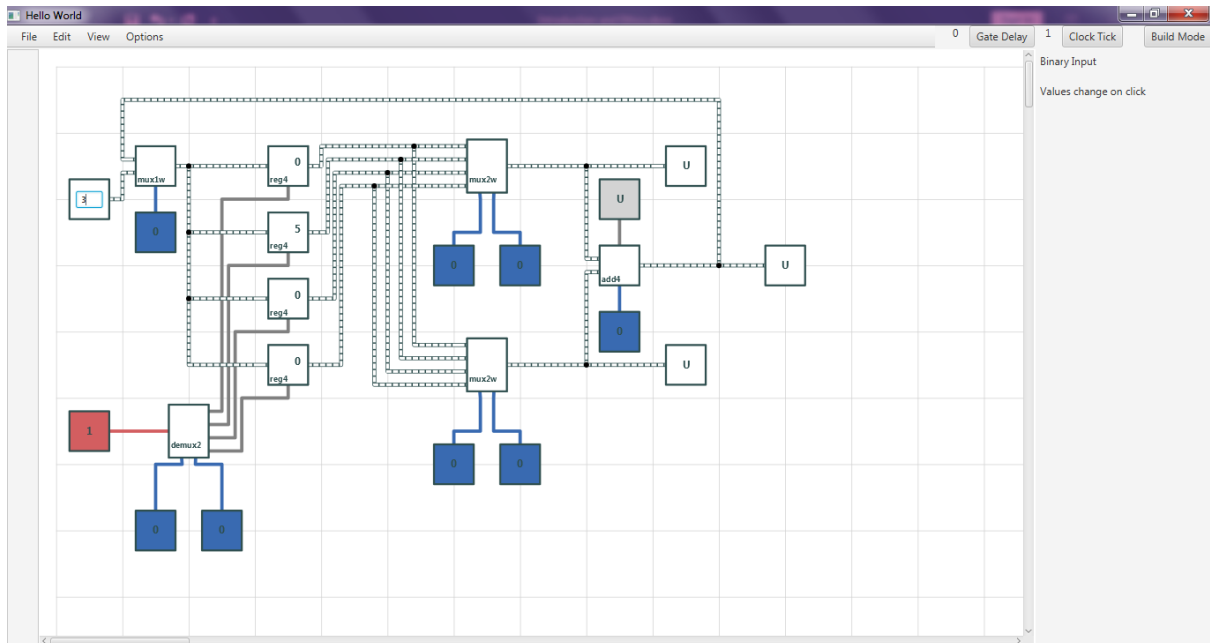 Hello World
File Edit View Options 0 Gate Delay 1 Clock Tick Build Mode
Binary Input
Values change on click
mux1w
3
0
0
reg4
5
reg4
0
reg4
0
reg4
1
demux2
0
0
mux2w
0
0
mux2w
0
0
U
U
add4
0
U
U